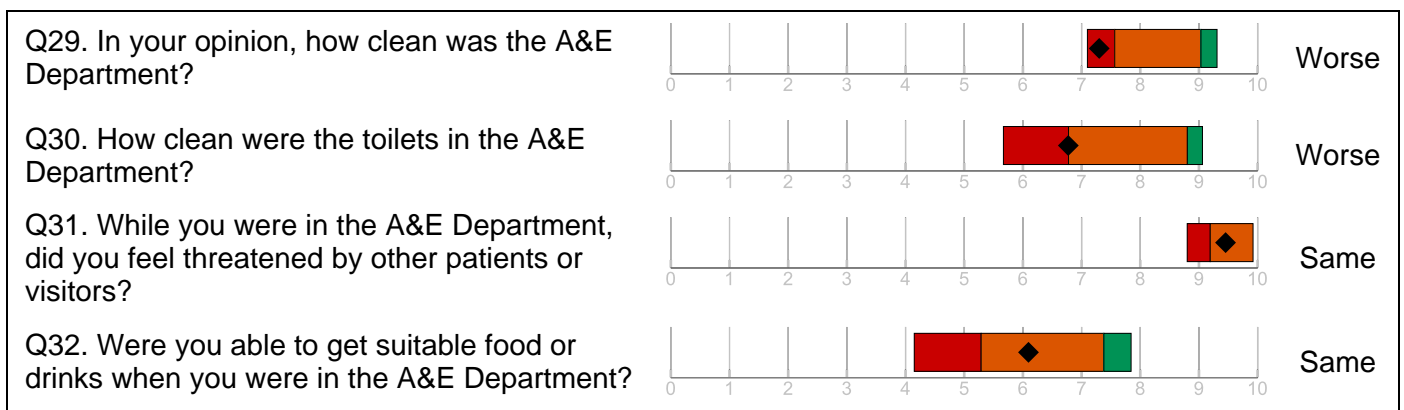 Q29. In your opinion, how clean was the A&E
Department?
Worse
0 1 2 3 4 5 6 7 8 9 10
Q30. How clean were the toilets in the A&E
Department?
Worse
0 1 2 3 4 5 6 7 8 9 10
Q31. While you were in the A&E Department,
did you feel threatened by other patients or
visitors?
Same
0 1 2 3 4 5 6 7 8 9 10
Q32. Were you able to get suitable food or
drinks when you were in the A&E Department?
Same
0 1 2 3 4 5 6 7 8 9 10